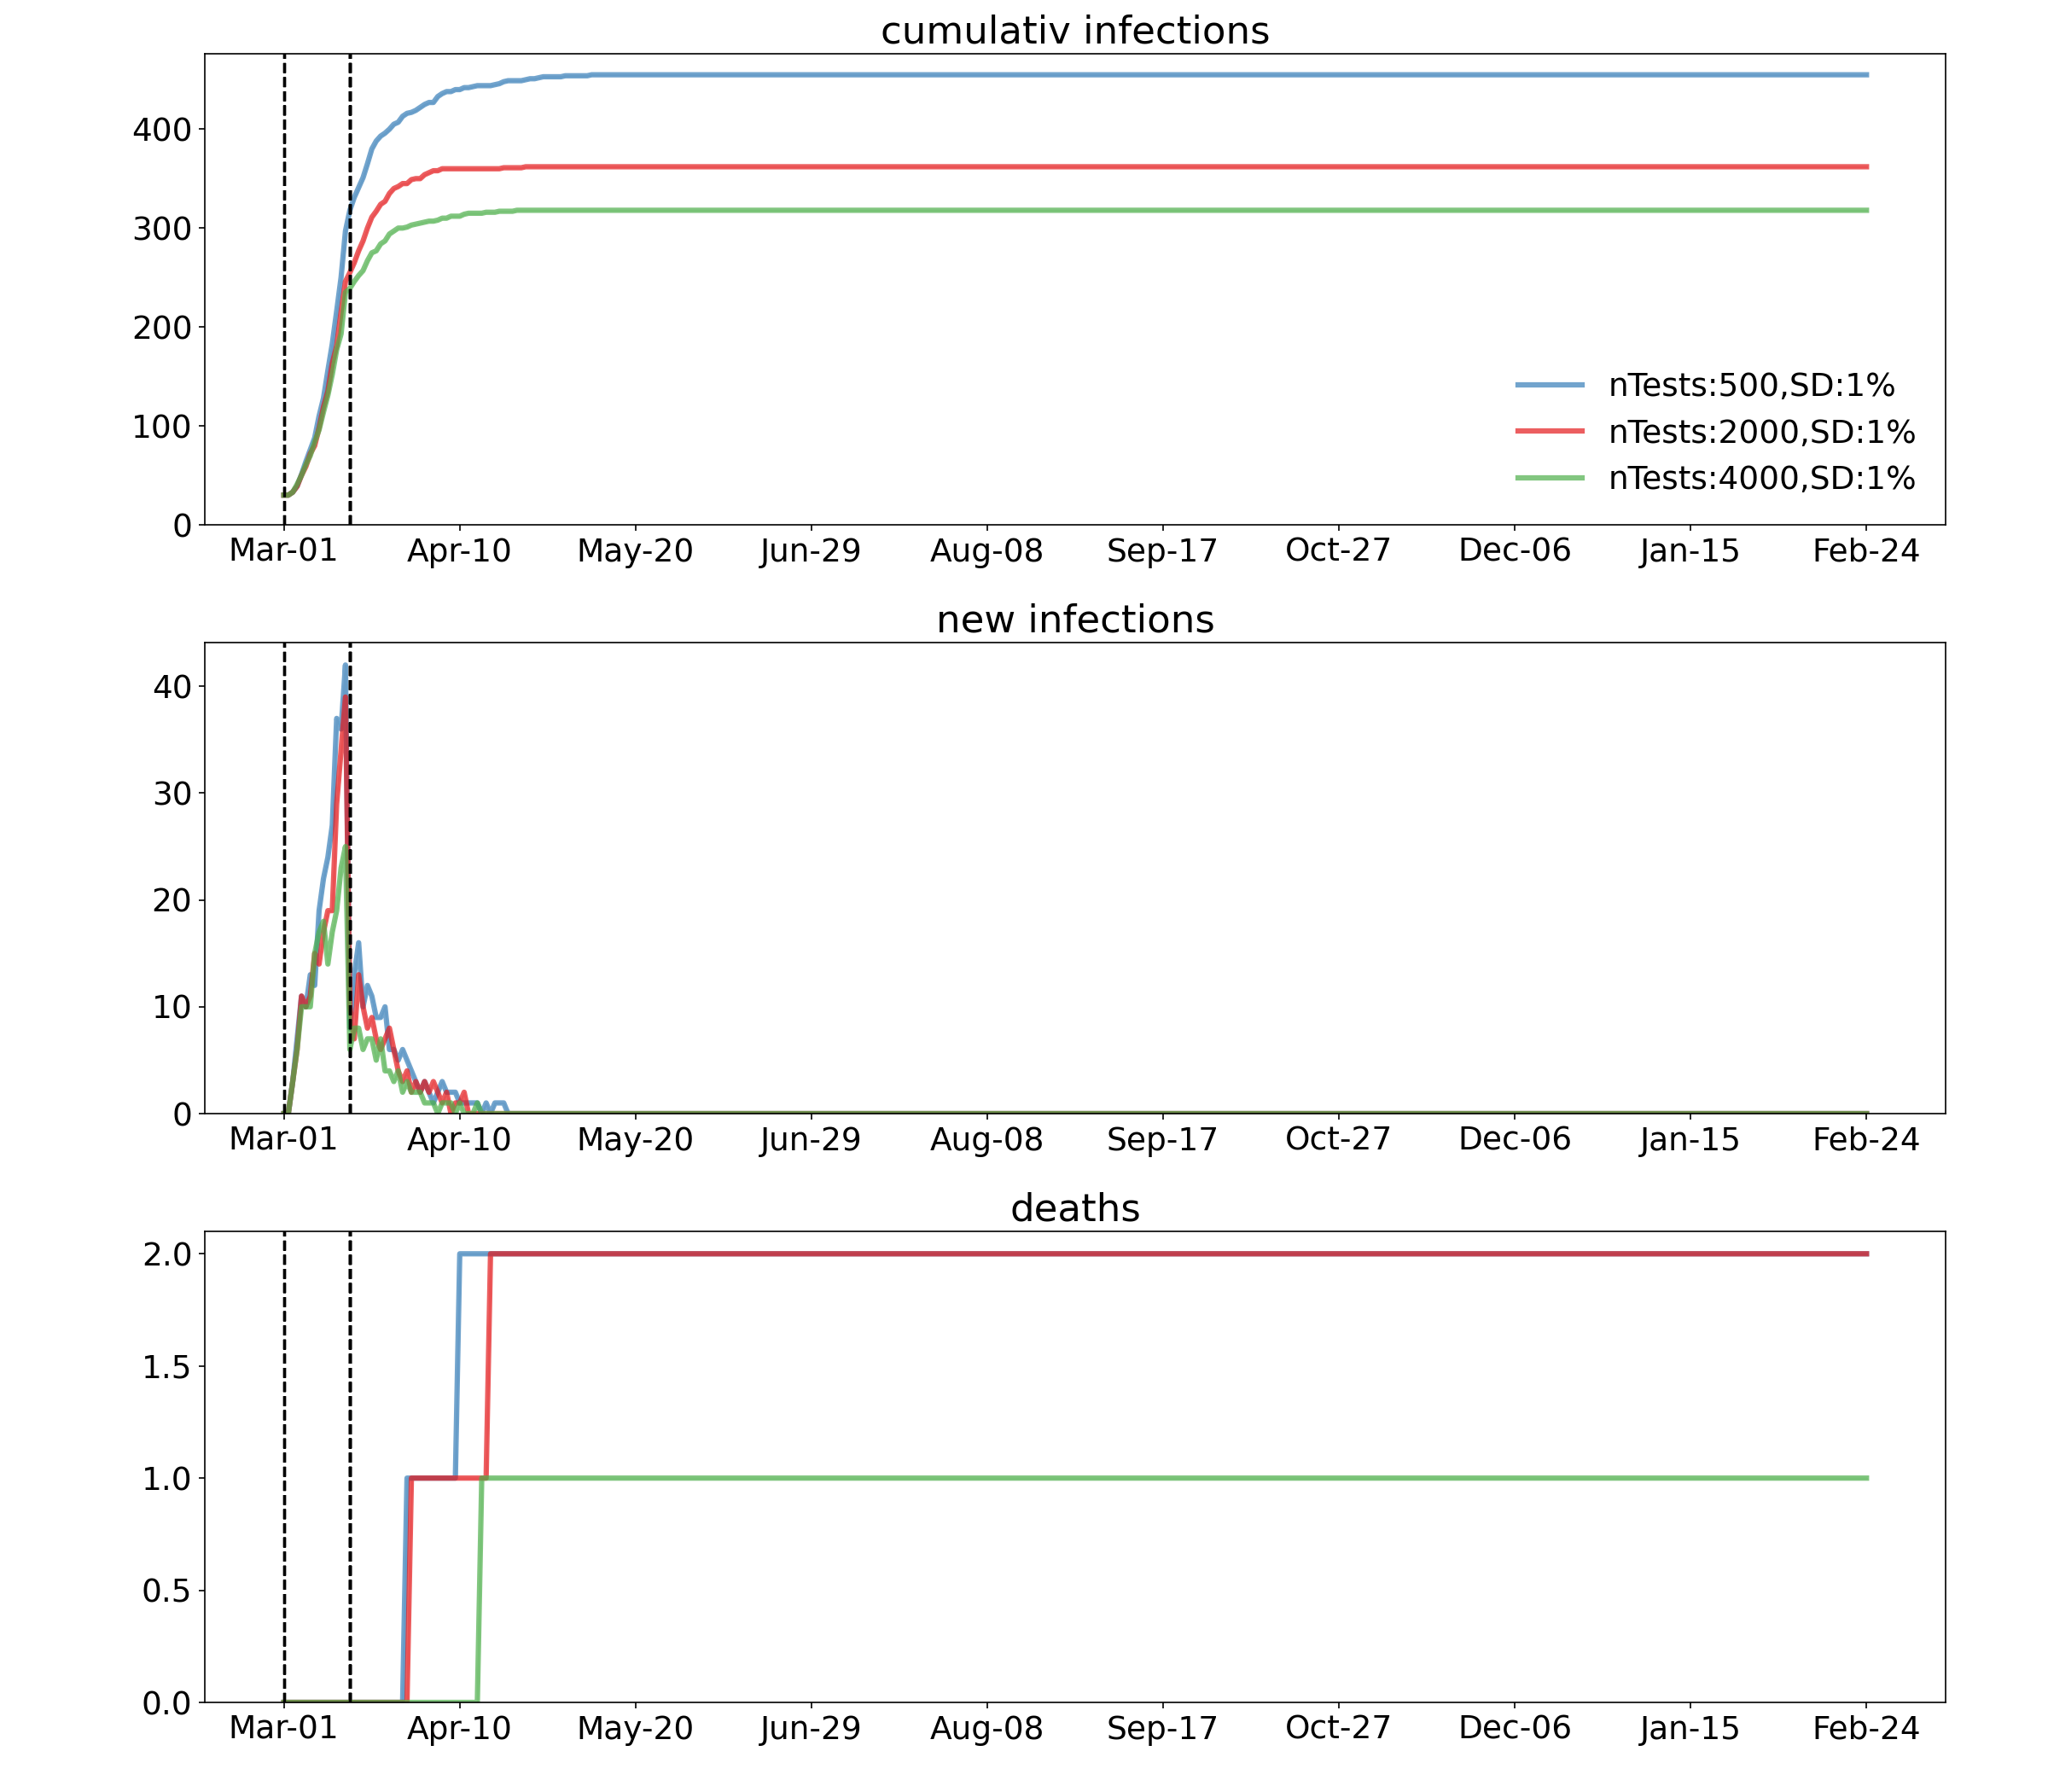 cumulativ infections
400
300
200
100
0
Mar-01 Apr-10 May-20 Jun-29 Aug-08 Sep-17 Oct-27 Dec-06 Jan-15 Feb-24
nTests:500,SD:1%
nTests:2000,SD:1%
nTests:4000,SD:1%
new infections
40
30
20
10
0
Mar-01 Apr-10 May-20 Jun-29 Aug-08 Sep-17 Oct-27 Dec-06 Jan-15 Feb-24
deaths
2.0
1.5
1.0
0.5
0.0
Mar-01 Apr-10 May-20 Jun-29 Aug-08 Sep-17 Oct-27 Dec-06 Jan-15 Feb-24